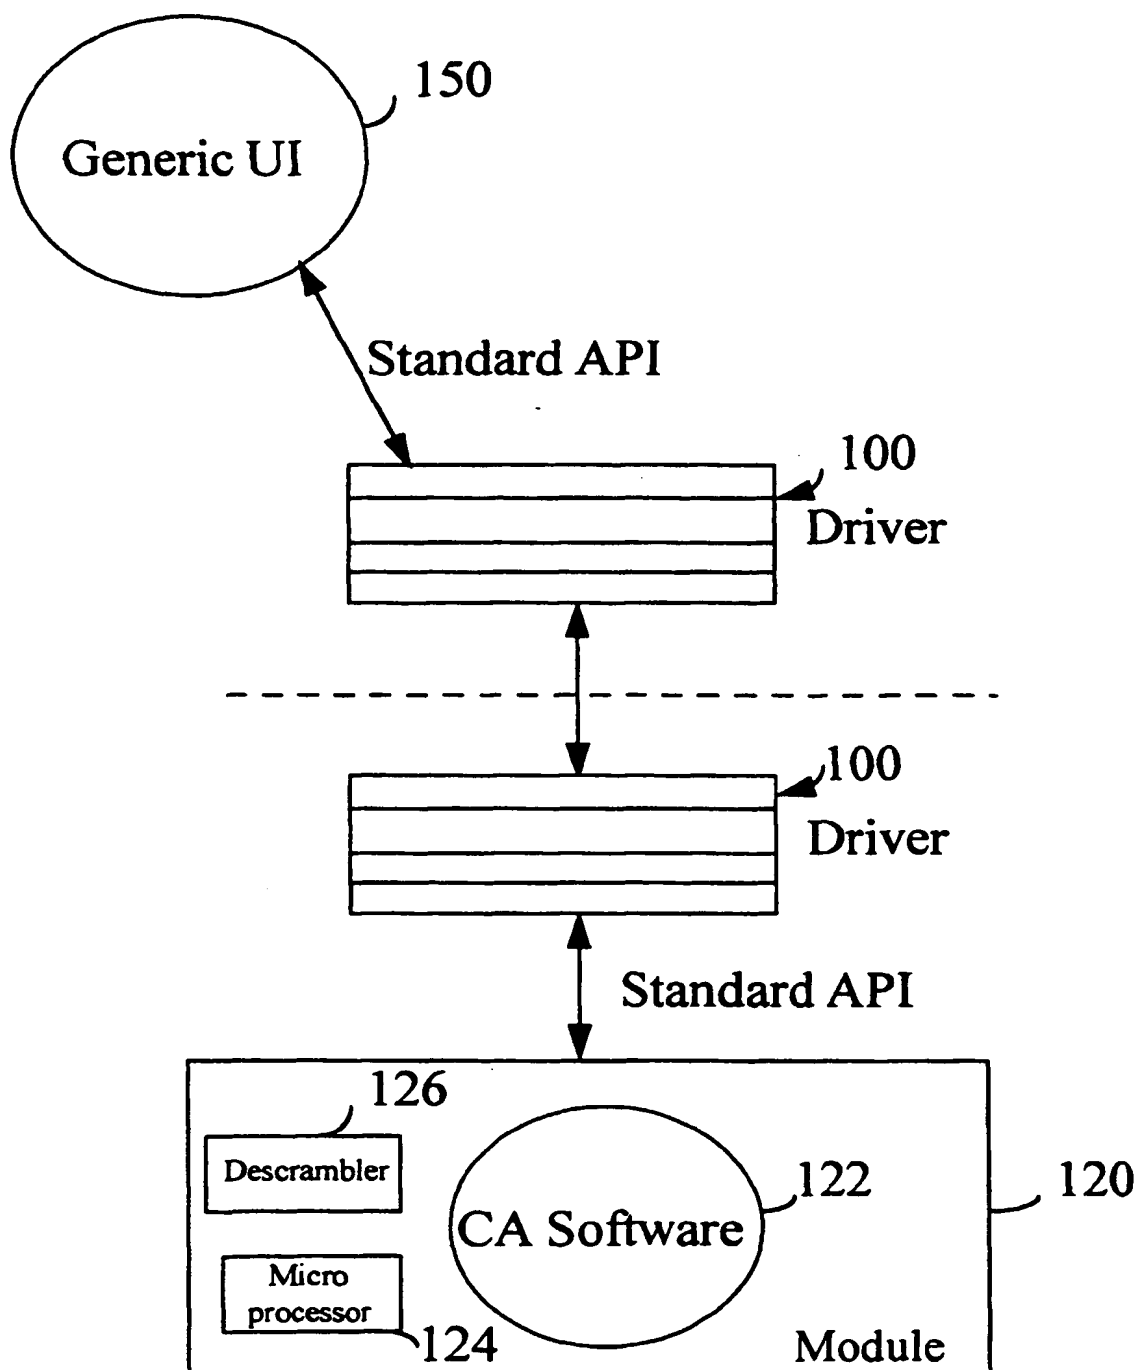 150
Generic UI
Standard API
100
Driver
100
Driver
Standard API
126
Descrambler
122
120
CA Software
Micro
processor
124
Module